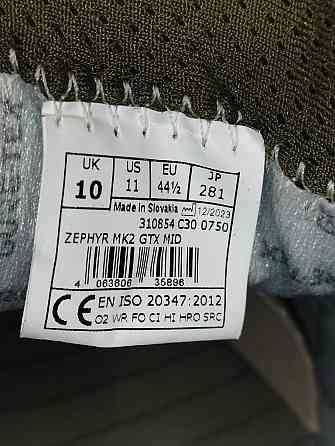 UK US EU JP
10 11 44½ 281
Made in Slovakia 12/2023
310854 C30 0750
ZEPHYR MK2 GTX MID
4 063606 35896
CE EN ISO 20347:2012
O2 WR FO CI HI HRO SRC